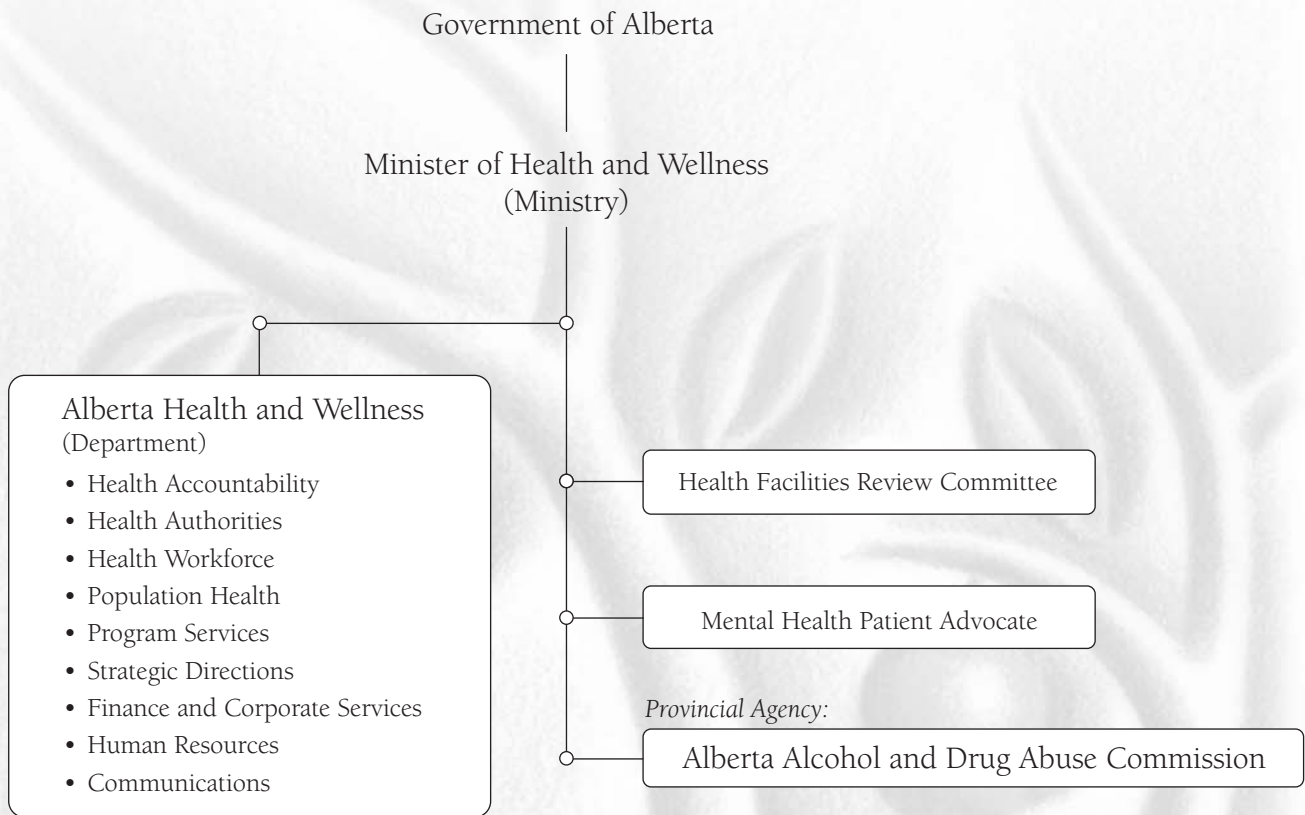 Government of Alberta
Minister of Health and Wellness
(Ministry)
Alberta Health and Wellness
(Department)
• Health Accountability
• Health Authorities
• Health Workforce
• Population Health
• Program Services
• Strategic Directions
• Finance and Corporate Services
• Human Resources
• Communications
Health Facilities Review Committee
Mental Health Patient Advocate
Provincial Agency:
Alberta Alcohol and Drug Abuse Commission